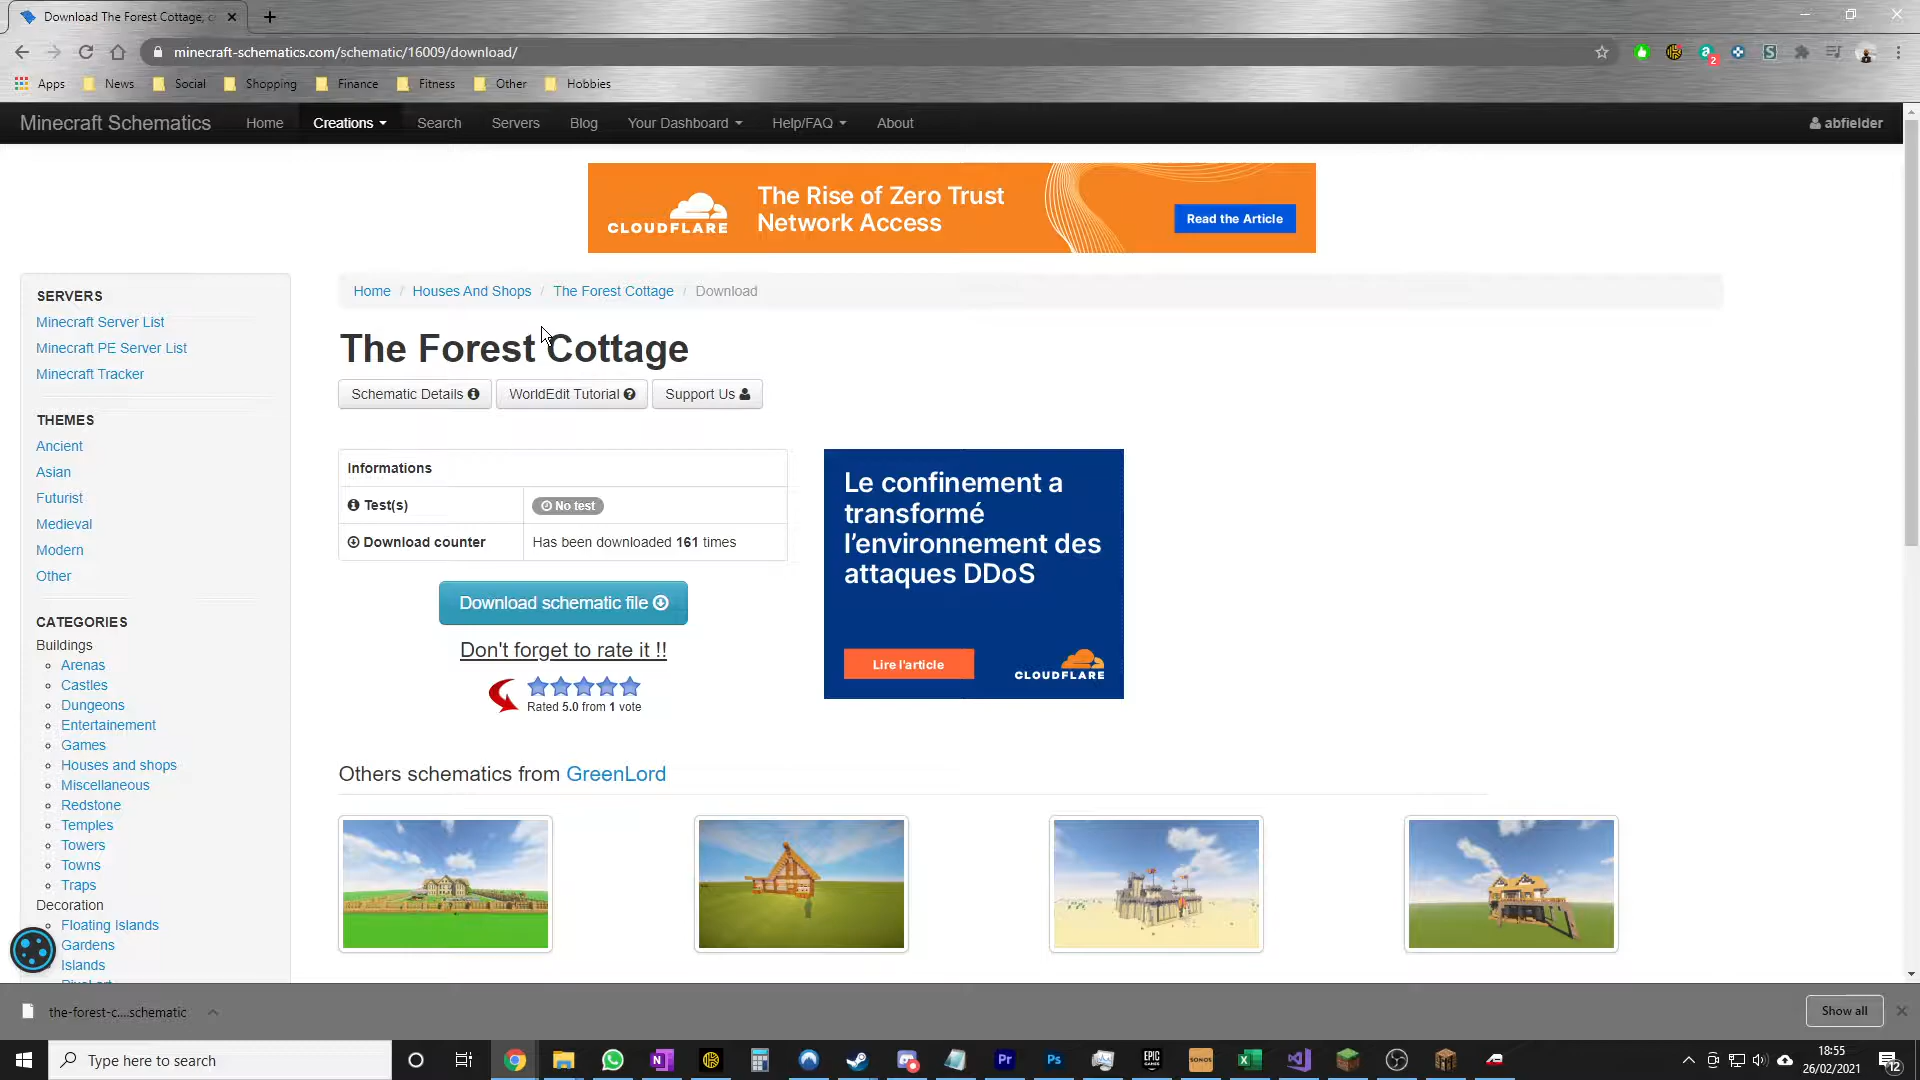 Download The Forest Cottage, c
minecraft-schematics.com/schematic/16009/download/
2
Apps
News
Social
Shopping
Finance
Fitness
Other
Hobbies
Minecraft Schematics
Home
Creations
Search
Servers
Blog
Your Dashboard
Help/FAQ
About
abfielder
CLOUDFLARE
The Rise of Zero Trust
Network Access
Read the Article
SERVERS
Minecraft Server List
Minecraft PE Server List
Minecraft Tracker
THEMES
Ancient
Asian
Futurist
Medieval
Modern
Other
CATEGORIES
Buildings
Arenas
Castles
Dungeons
Entertainement
Games
Houses and shops
Miscellaneous
Redstone
Temples
Towers
Towns
Traps
Decoration
Floating Islands
Gardens
Islands
Home / Houses And Shops / The Forest Cottage / Download
The Forest Cottage
Schematic Details
WorldEdit Tutorial
Support Us
Informations
Test(s)
No test
Download counter
Has been downloaded 161 times
Download schematic file
Don't forget to rate it !!
Rated 5.0 from 1 vote
Le confinement a
transformé
l'environnement des
attaques DDoS
Lire l'article
CLOUDFLARE
Others schematics from GreenLord
the-forest-c....schematic
Show all
Type here to search
Pr
Ps
EPIC
GAMES
SONOS
18:55
26/02/2021
12